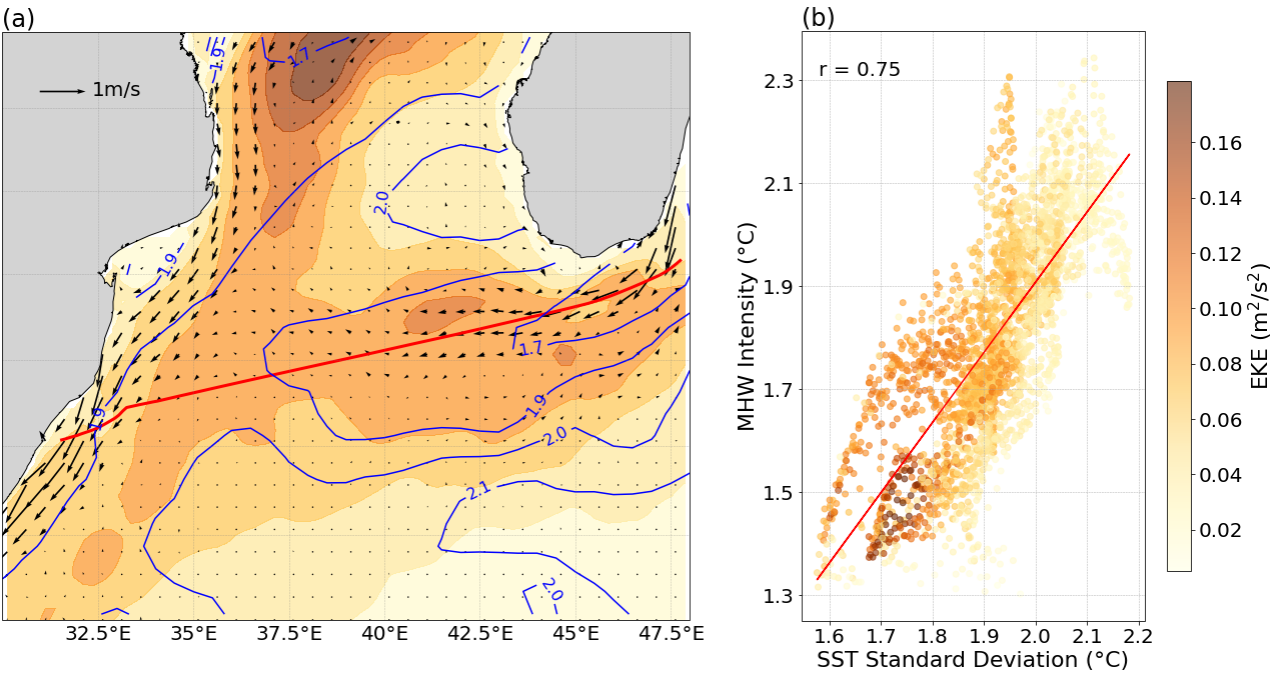 (a)
1.9
1.7
1m/s
2.0
1.9
1.7
1.9
1.9
2.0
2.1
2.0
32.5°E 35°E 37.5°E 40°E 42.5°E 45°E 47.5°E
(b)
r = 0.75
2.3
2.1
1.9
1.7
1.5
1.3
MHW Intensity (°C)
1.6 1.7 1.8 1.9 2.0 2.1 2.2
SST Standard Deviation (°C)
0.16
0.14
0.12
0.10
0.08
0.06
0.04
0.02
EKE (m²/s²)